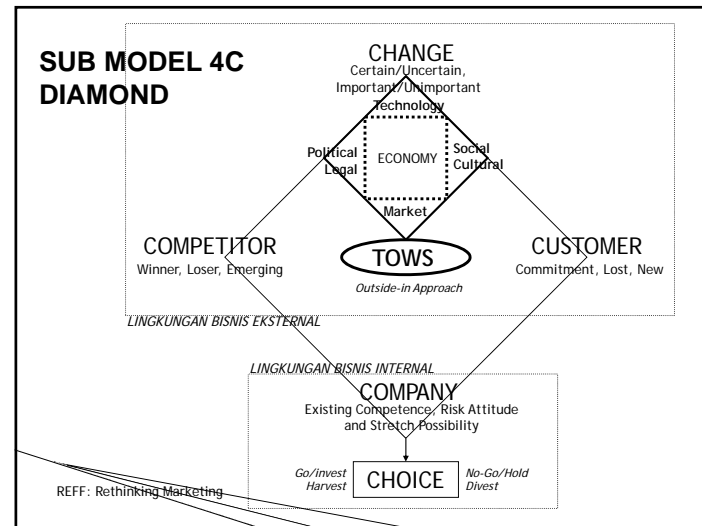 SUB MODEL 4C
DIAMOND
CHANGE
Certain/Uncertain,
Important/Unimportant
Technology
Political
Legal
ECONOMY
Social
Cultural
Market
COMPETITOR
Winner, Loser, Emerging
TOWS
Outside-in Approach
CUSTOMER
Commitment, Lost, New
LINGKUNGAN BISNIS EKSTERNAL
LINGKUNGAN BISNIS INTERNAL
COMPANY
Existing Competence, Risk Attitude
and Stretch Possibility
Go/invest
Harvest
CHOICE
No-Go/Hold
Divest
REFF: Rethinking Marketing